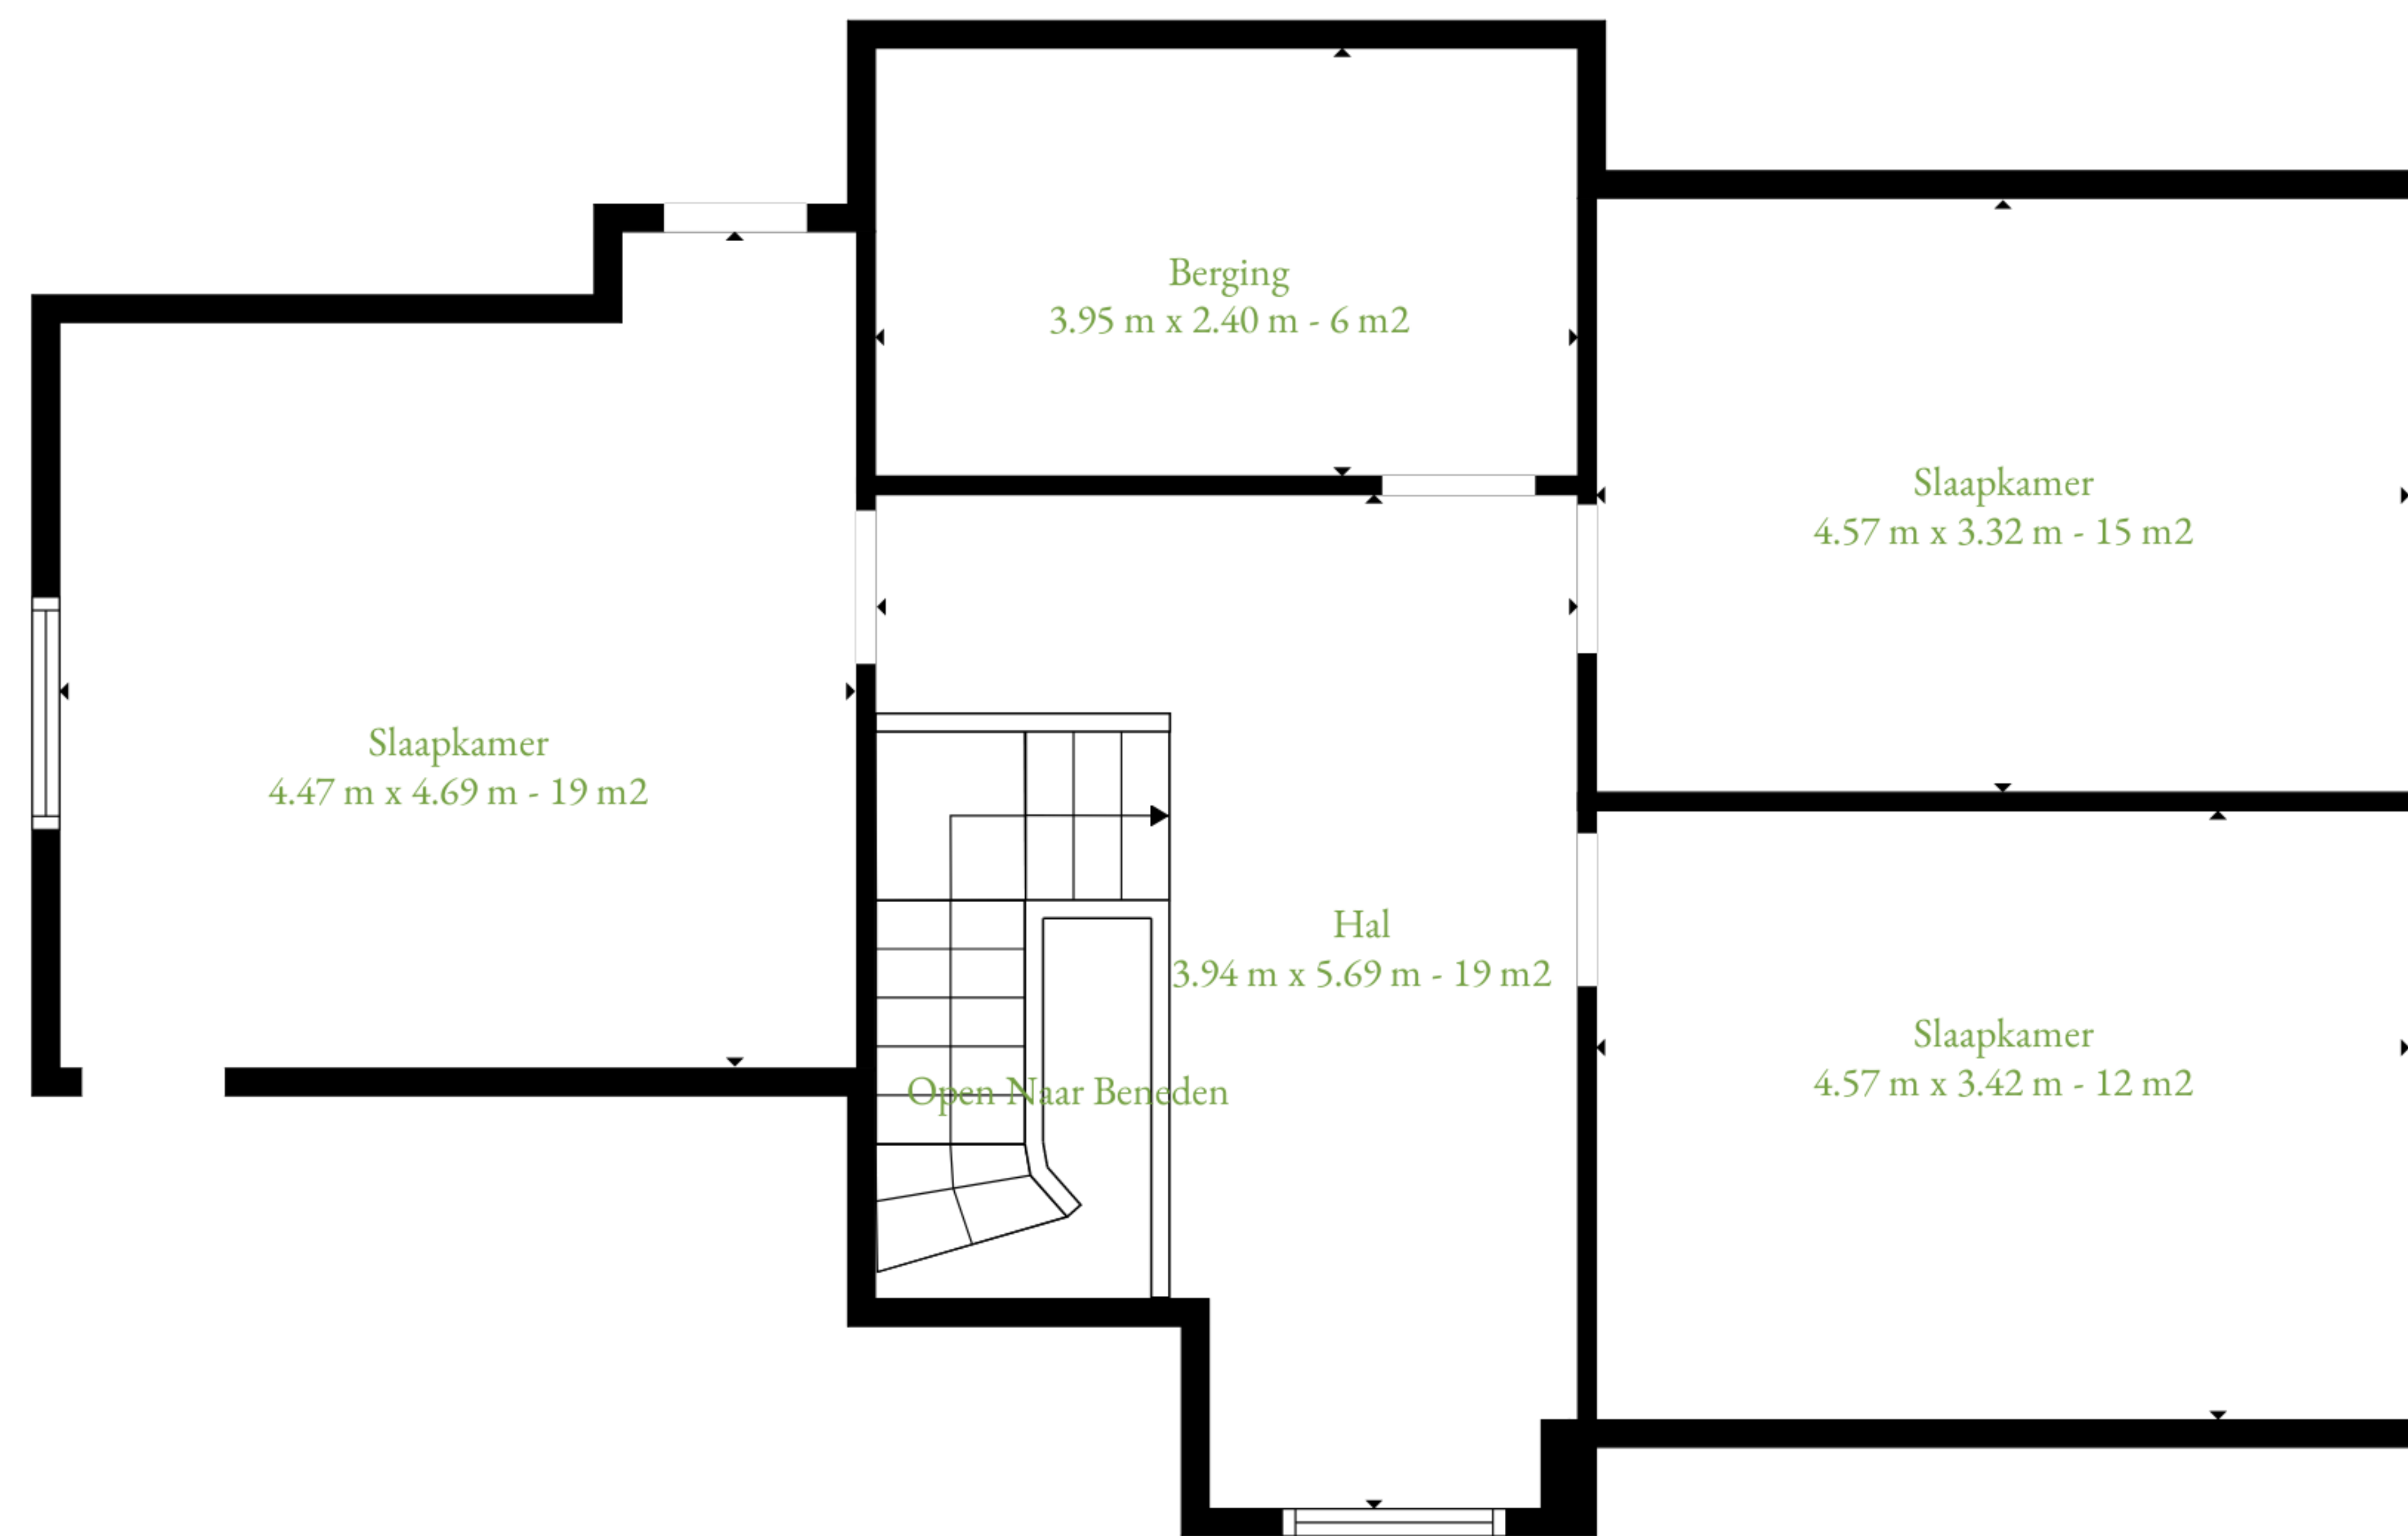 Berging
3.95 m x 2.40 m - 6 m2
Slaapkamer
4.57 m x 3.32 m - 15 m2
Slaapkamer
4.47 m x 4.69 m - 19 m2
Hal
3.94 m x 5.69 m - 19 m2
Slaapkamer
4.57 m x 3.42 m - 12 m2
Open Naar Beneden